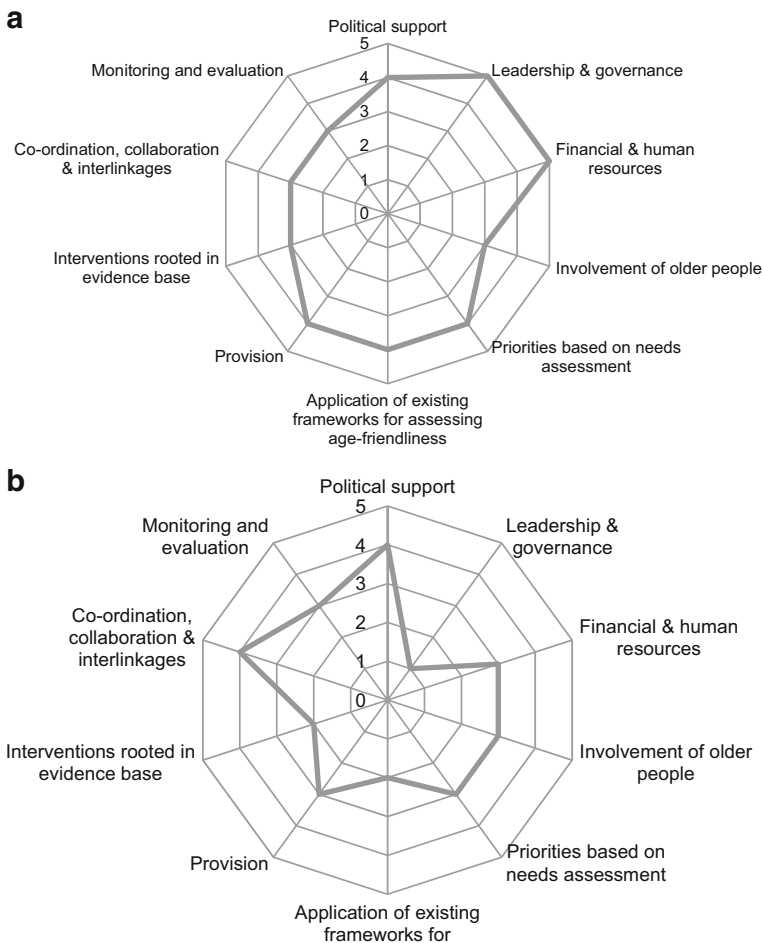 a
Political support
5
4
3
2
1
0
Leadership & governance
Financial & human
resources
Involvement of older people
Priorities based on needs
assessment
Application of existing
frameworks for assessing
age-friendliness
Provision
Interventions rooted in
evidence base
Co-ordination, collaboration
& interlinkages
Monitoring and evaluation
b
Political support
5
4
3
2
1
0
Leadership &
governance
Financial & human
resources
Involvement of older
people
Priorities based on
needs assessment
Application of existing
frameworks for
Provision
Interventions rooted in
evidence base
Co-ordination,
collaboration &
interlinkages
Monitoring and
evaluation